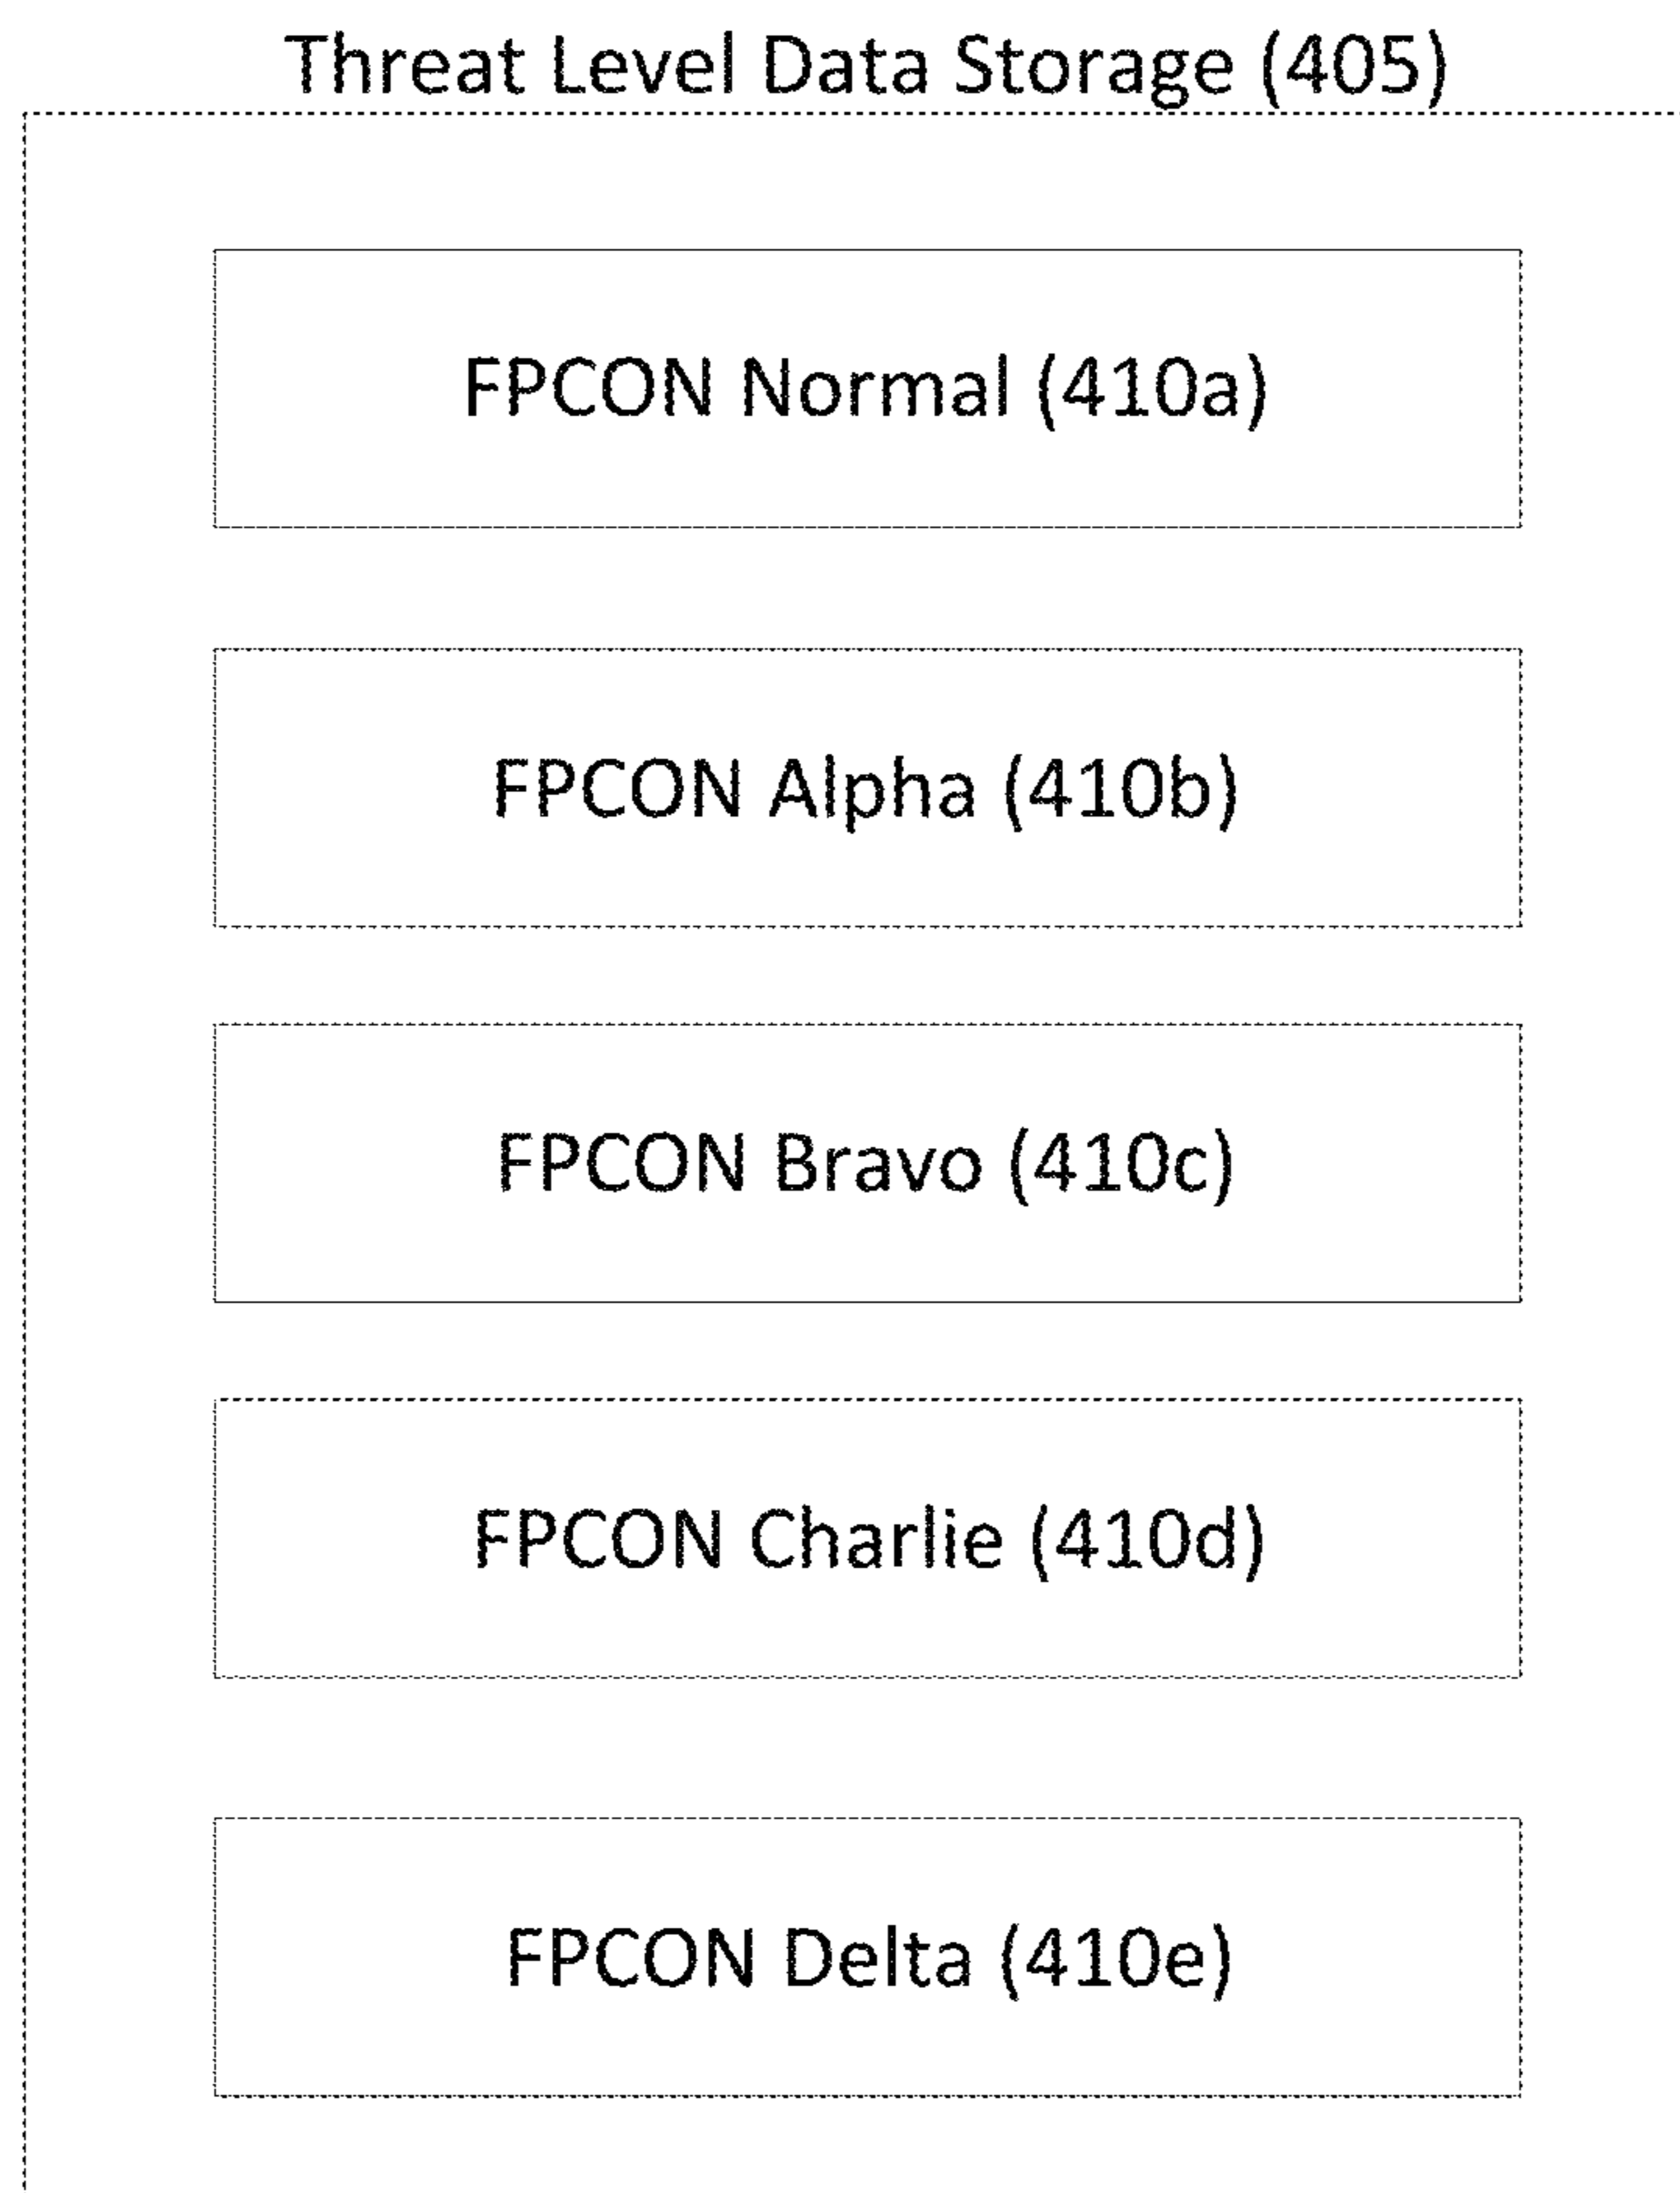 Threat Level Data Storage (405)
FPCON Normal (410a)
FPCON Alpha (410b)
FPCON Bravo (410c)
FPCON Charlie (410d)
FPCON Delta (410e)